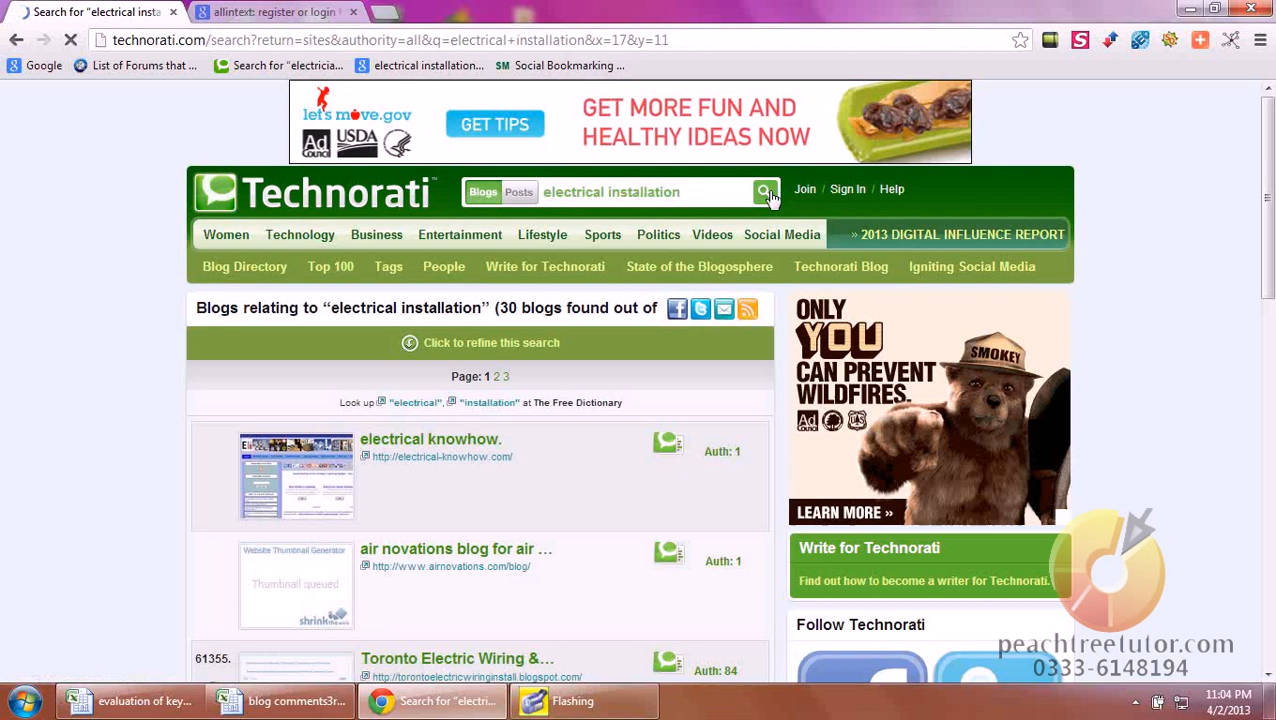 Search for "electrical insta
allintext: register or login
technorati.com/search?return=sites&authority=all&q=electrical+installation&x=17&y=11
Google
List of Forums that ...
Search for "electricia...
electrical installation...
SM Social Bookmarking ...
let's move.gov
Ad Council
USDA
GET TIPS
GET MORE FUN AND
HEALTHY IDEAS NOW
Technorati™
Blogs Posts electrical installation
Join / Sign In / Help
Women Technology Business Entertainment Lifestyle Sports Politics Videos Social Media » 2013 DIGITAL INFLUENCE REPORT
Blog Directory Top 100 Tags People Write for Technorati State of the Blogosphere Technorati Blog Igniting Social Media
Blogs relating to “electrical installation” (30 blogs found out of
Click to refine this search
Page: 1 2 3
Look up "electrical", "installation" at The Free Dictionary
electrical knowhow.
http://electrical-knowhow.com/
Auth: 1
Website Thumbnail Generator
Thumbnail queued
shrink
air novations blog for air ...
http://www.airnovations.com/blog/
Auth: 1
61355.
Toronto Electric Wiring &...
http://torontoelectricwiringinstall.blogspot.com/
Auth: 84
ONLY
YOU
CAN PREVENT
WILDFIRES.
SMOKEY
Ad Council
LEARN MORE »
Write for Technorati
Find out how to become a writer for Technorati.
Follow Technorati
peachtreetutor.com
0333-6148194
evaluation of key...
blog comments3r...
Search for "electri...
Flashing
11:04 PM
4/2/2013